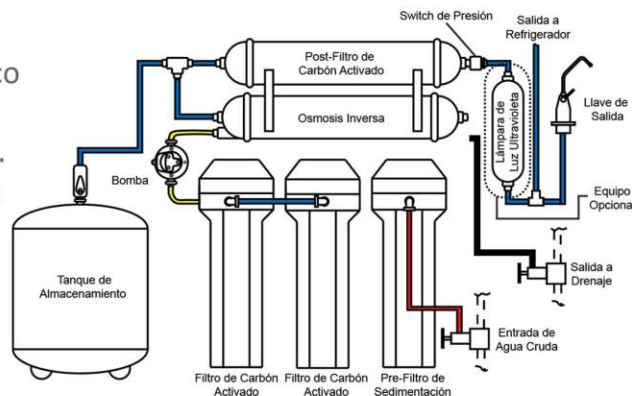 Switch de Presión
Salida a
Refrigerador
Post-Filtro de
Carbón Activado
Osmosis Inversa
Lámpara de
Luz Ultravioleta
Llave de
Salida
Bomba
Equipo
Opciona
Tanque de
Almacenamiento
Salida a
Drenaje
Entrada de
Agua Cruda
Filtro de Carbón
Activado
Filtro de Carbón
Activado
Pre-Filtro de
Sedimentación